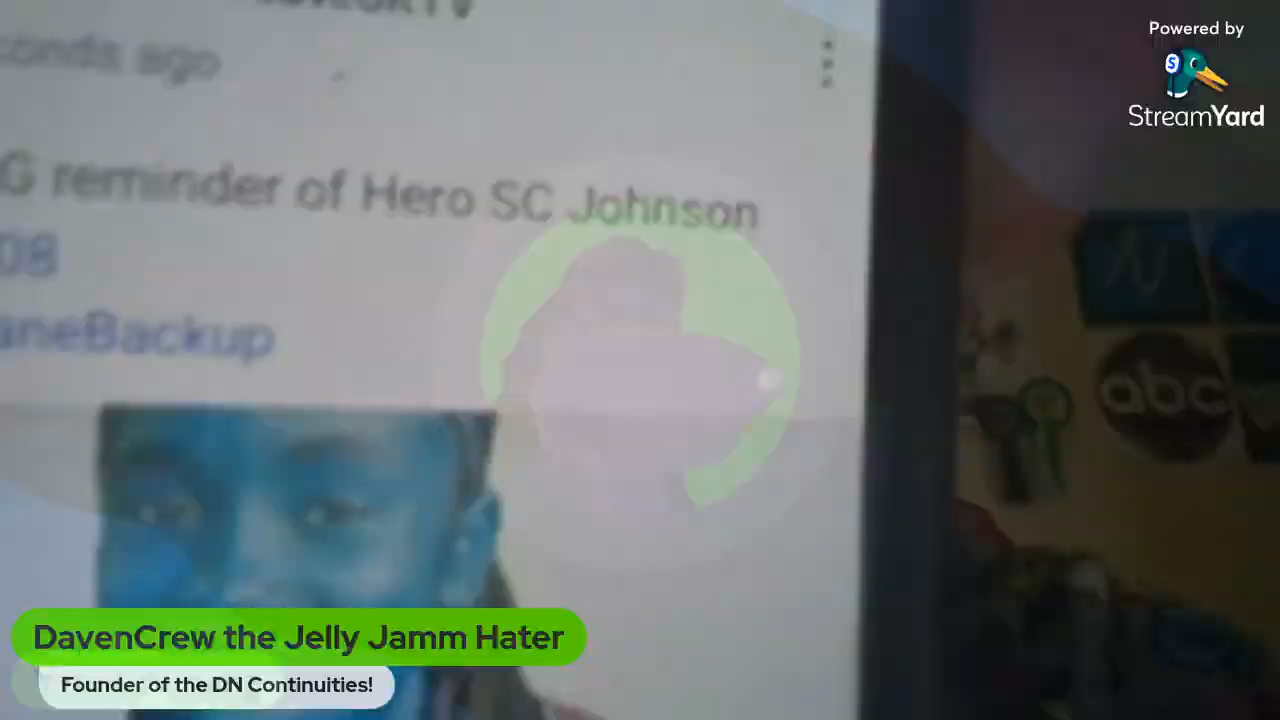 Powered by
StreamYard
ago
G reminder of Hero SC Johnson
08
aneBackup
abc
DavenCrew the Jelly Jamm Hater
Founder of the DN Continuities!